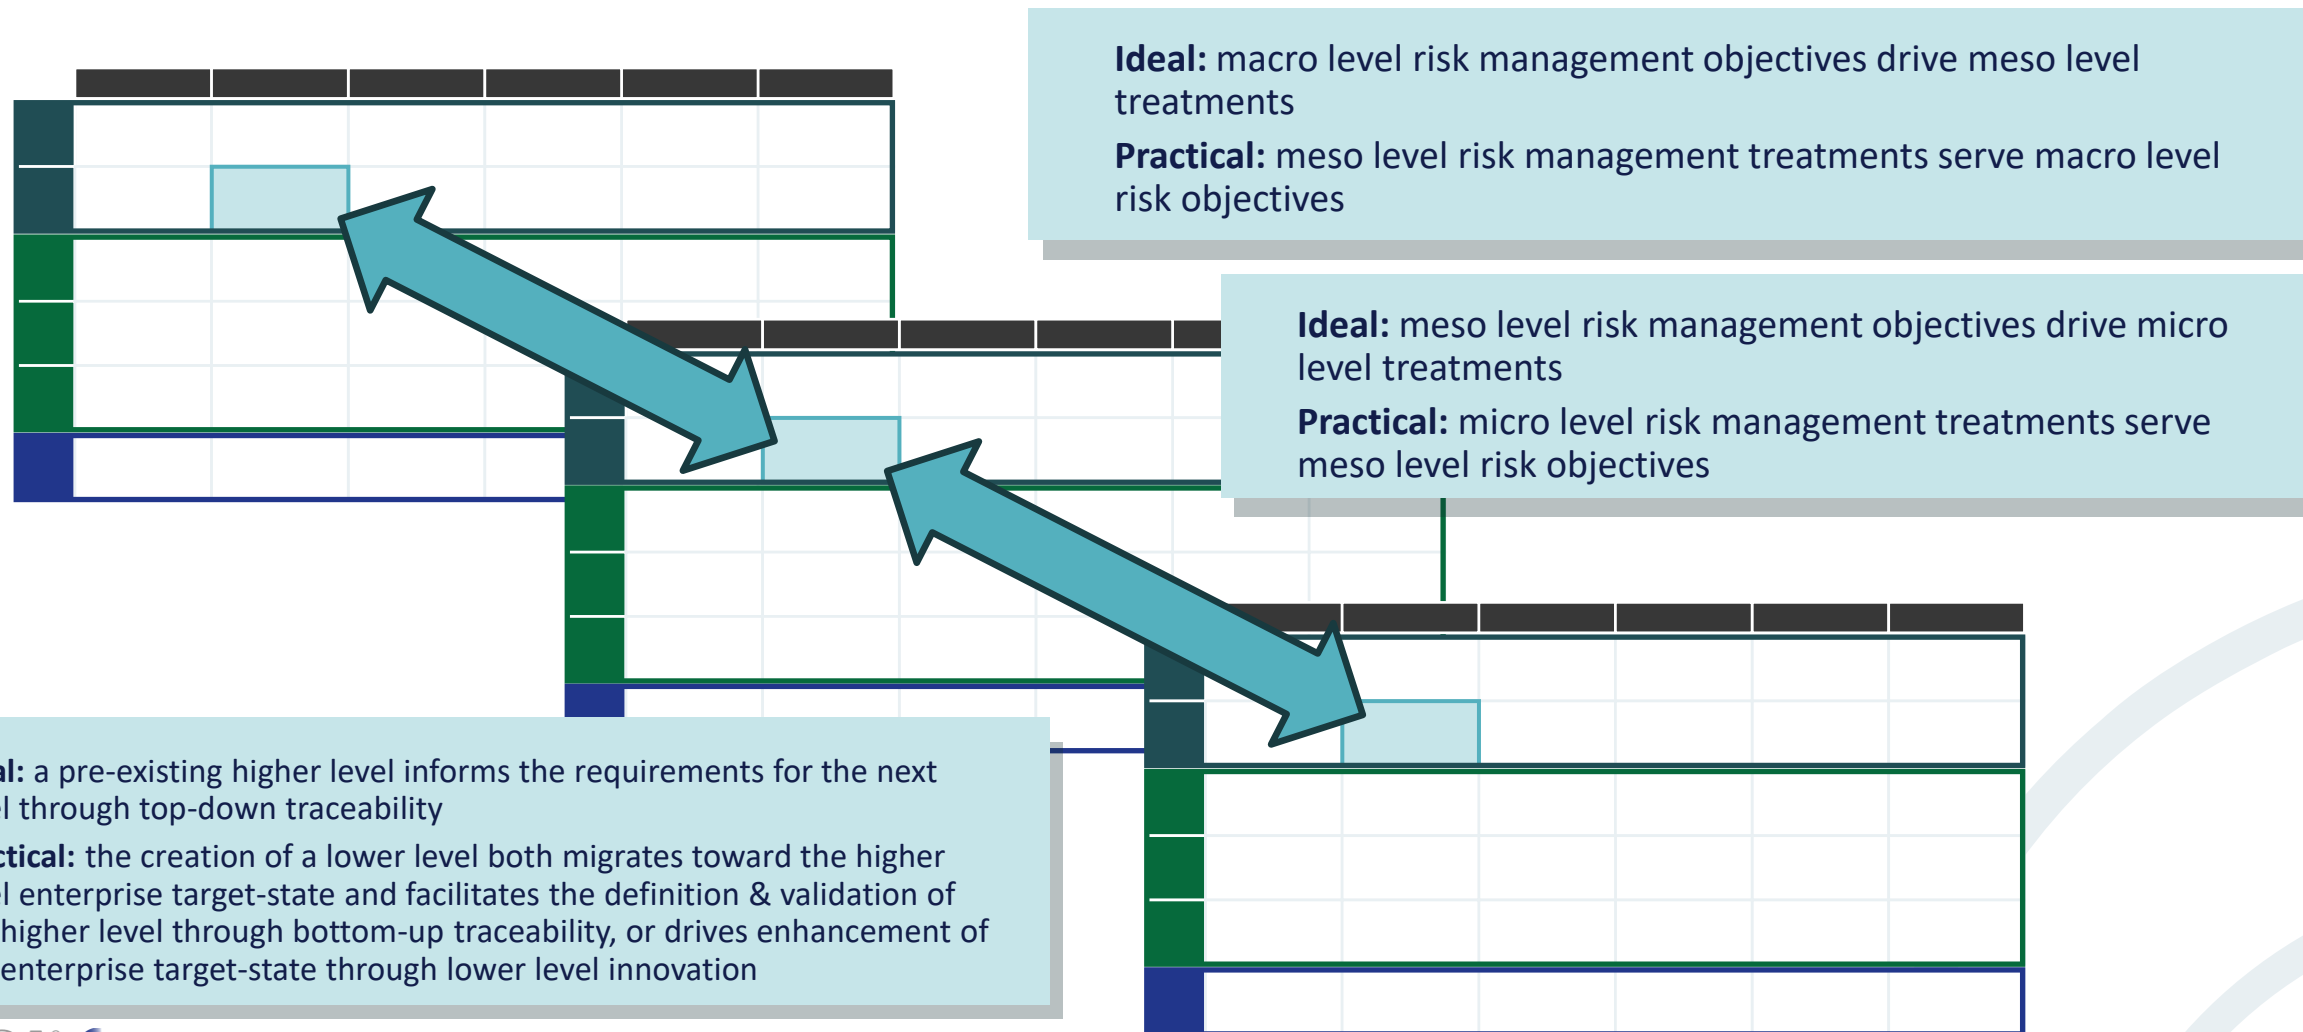 Ideal: macro level risk management objectives drive meso level
treatments
Practical: meso level risk management treatments serve macro level
risk objectives
Ideal: meso level risk management objectives drive micro
level treatments
Practical: micro level risk management treatments serve
meso level risk objectives
al: a pre-existing higher level informs the requirements for the next
el through top-down traceability
ctical: the creation of a lower level both migrates toward the higher
el enterprise target-state and facilitates the definition & validation of
higher level through bottom-up traceability, or drives enhancement of
enterprise target-state through lower level innovation